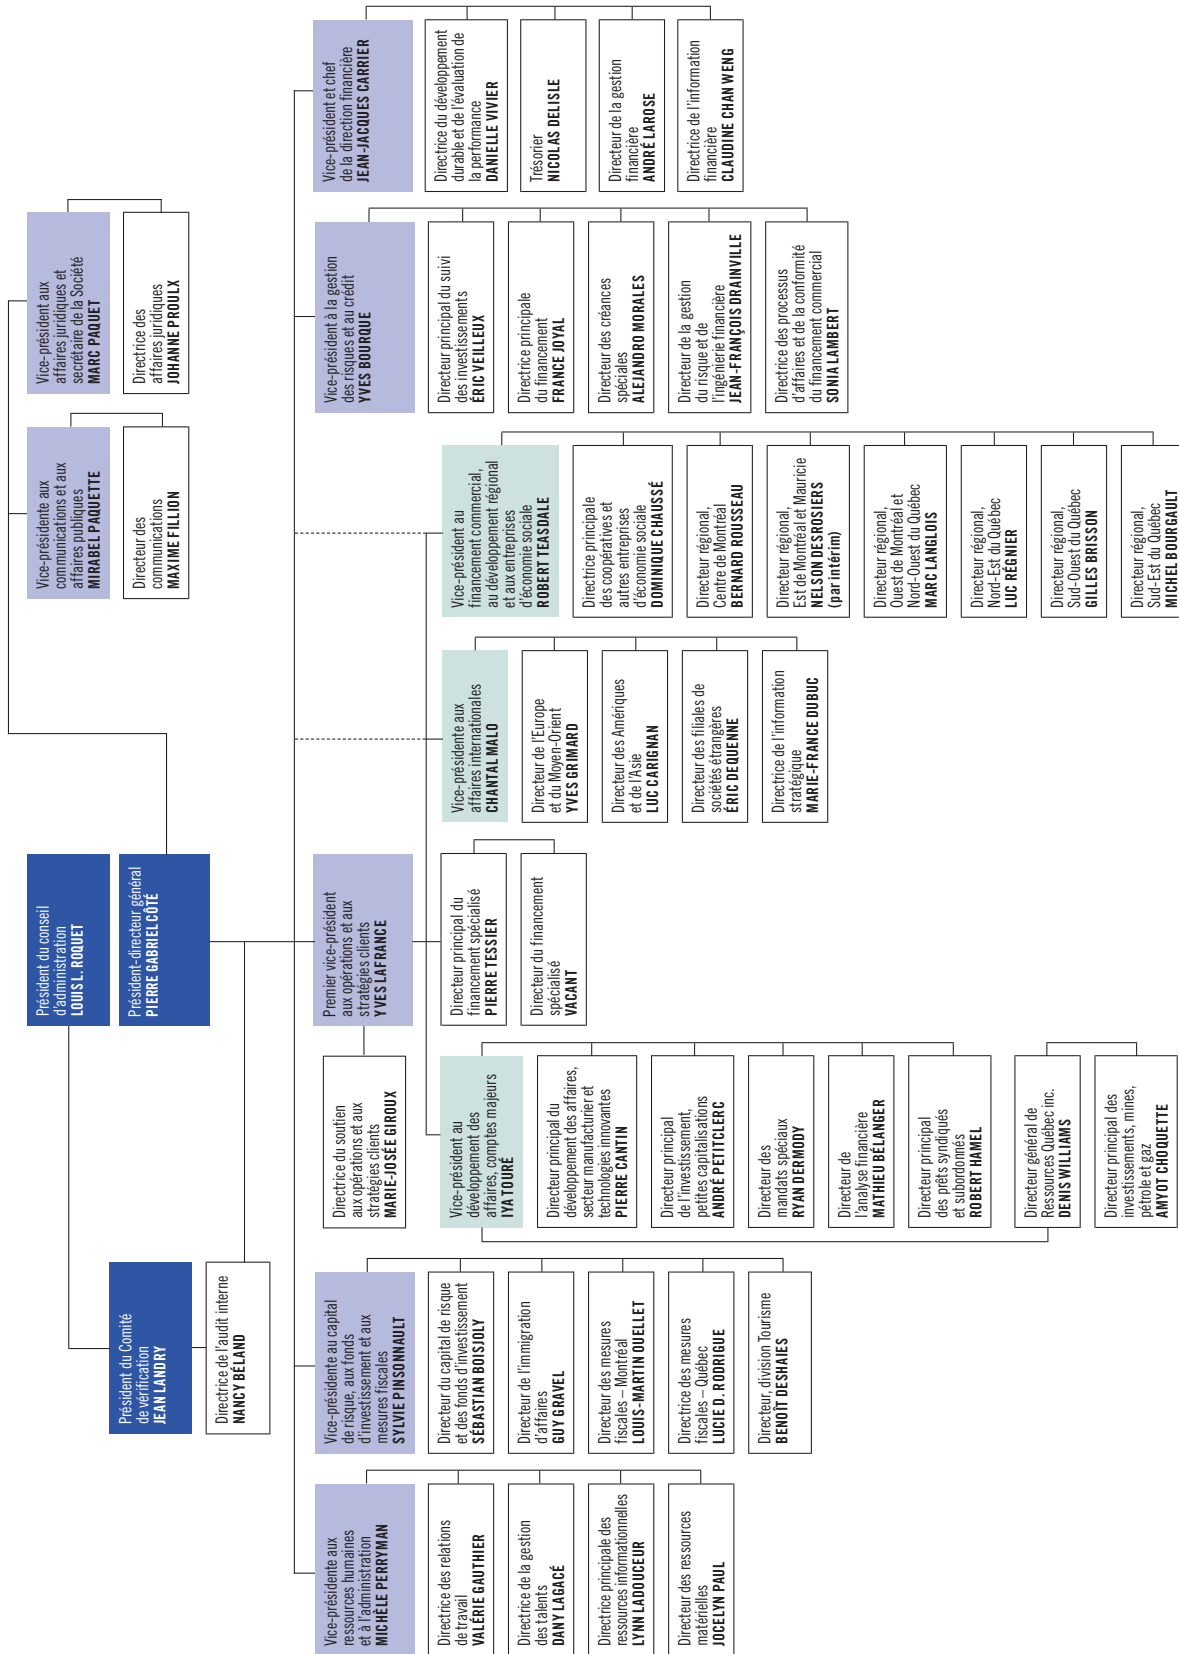 Président du conseil
d'administration
LOUIS L. ROQUET
Président-directeur général
PIERRE GABRIEL CÔTÉ
Président du Comité
de vérification
JEAN LANDRY
Directrice de l'audit interne
NANCY BÉLAND
Vice-présidente aux
communications et aux
affaires publiques
MIRABEL PAQUETTE
Directeur des
communications
MAXIME FILLION
Vice-président aux
affaires juridiques et
secrétaire de la Société
MARC PAQUET
Directrice des
affaires juridiques
JOHANNE PROULX
Vice-présidente aux
ressources humaines
et à l'administration
MICHÈLE PERRYMAN
Directrice des relations
de travail
VALÉRIE GAUTHIER
Directrice de la gestion
des talents
DANY LAGACÉ
Directrice principale des
ressources informationnelles
LYNN LADOUCEUR
Directeur des ressources
matérielles
JOCELYN PAUL
Vice-présidente au capital
de risque, aux fonds
d'investissement et aux
mesures fiscales
SYLVIE PINSONNAULT
Directeur du capital de risque
et des fonds d'investissement
SÉBASTIAN BOISJOLY
Directeur de l'immigration
d'affaires
GUY GRAVEL
Directeur des mesures
fiscales – Montréal
LOUIS-MARTIN OUELLET
Directrice des mesures
fiscales – Québec
LUCIE D. RODRIGUE
Directeur, division Tourisme
BENOÎT DESHAIES
Premier vice-président
aux opérations et aux
stratégies clients
YVES LAFRANCE
Directrice du soutien
aux opérations et aux
stratégies clients
MARIE-JOSÉE GIROUX
Directeur principal du
financement spécialisé
PIERRE TESSIER
Directeur du financement
spécialisé
VACANT
Vice-président au
développement des
affaires, comptes majeurs
IYA TOURÉ
Directeur principal du
développement des affaires,
secteur manufacturier et
technologies innovantes
PIERRE CANTIN
Directeur principal
de l'investissement,
petites capitalisations
ANDRÉ PETITCLERC
Directeur des
mandats spéciaux
RYAN DERMODY
Directeur de
l'analyse financière
MATHIEU BÉLANGER
Directeur principal
des prêts syndiqués
et subordonnés
ROBERT HAMEL
Directeur général de
Ressources Québec inc.
DENIS WILLIAMS
Directeur principal des
investissements, mines,
pétrole et gaz
AMYOT CHOQUETTE
Vice-présidente aux
affaires internationales
CHANTAL MALO
Directeur de l'Europe
et du Moyen-Orient
YVES GRIMARD
Directeur des Amériques
et de l'Asie
LUC CARIGNAN
Directeur des filiales de
sociétés étrangères
ÉRIC DEQUENNE
Directrice de l'information
stratégique
MARIE-FRANCE DUBUC
Vice-président au
financement commercial,
au développement régional
et aux entreprises
d'économie sociale
ROBERT TEASDALE
Directrice principale
des coopératives et
autres entreprises
d'économie sociale
DOMINIQUE CHAUSSÉ
Directeur régional,
Centre de Montréal
BERNARD ROUSSEAU
Directeur régional,
Est de Montréal et Mauricie
NELSON DESROSIERS
(par intérim)
Directeur régional,
Ouest de Montréal et
Nord-Ouest du Québec
MARC LANGLOIS
Directeur régional,
Nord-Est du Québec
LUC RÉGNIER
Directeur régional,
Sud-Ouest du Québec
GILLES BRISSON
Directeur régional,
Sud-Est du Québec
MICHEL BOURGAULT
Vice-président à la gestion
des risques et au crédit
YVES BOURQUE
Directeur principal du suivi
des investissements
ÉRIC VEILLEUX
Directrice principale
du financement
FRANCE JOYAL
Directeur des créances
spéciales
ALEJANDRO MORALES
Directeur de la gestion
du risque et de
l'ingénierie financière
JEAN-FRANÇOIS DRAINVILLE
Directrice des processus
d'affaires et de la conformité
du financement commercial
SONIA LAMBERT
Vice-président et chef
de la direction financière
JEAN-JACQUES CARRIER
Directrice du développement
durable et de l'évaluation de
la performance
DANIELLE VIVIER
Trésorier
NICOLAS DELISLE
Directeur de la gestion
financière
ANDRÉ LAROSE
Directrice de l'information
financière
CLAUDINE CHAN WENG